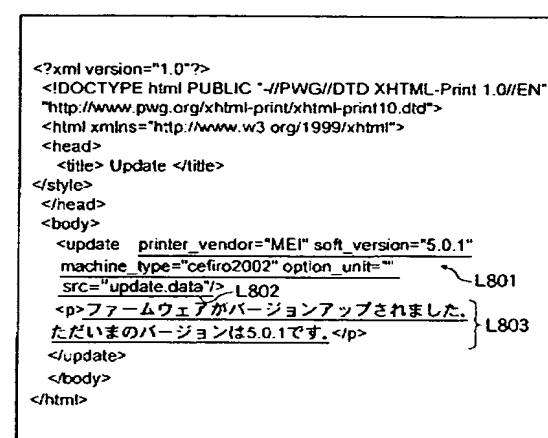 <?xml version="1.0"?>
<!DOCTYPE html PUBLIC "-//PWG//DTD XHTML-Print 1.0//EN"
"http://www.pwg.org/xhtml-print/xhtml-print10.dtd">
<html xmlns="http://www.w3 org/1999/xhtml">
<head>
<title> Update </title>
</style>
</head>
<body>
<update printer_vendor="MEI" soft_version="5.0.1"
machine_type="cefiro2002" option_unit=""
L801
src="update.data"/>
L802
<p>ファームウェアがバージョンアップされました。
ただいまのバージョンは5.0.1です。</p>
L803
</update>
</body>
</html>